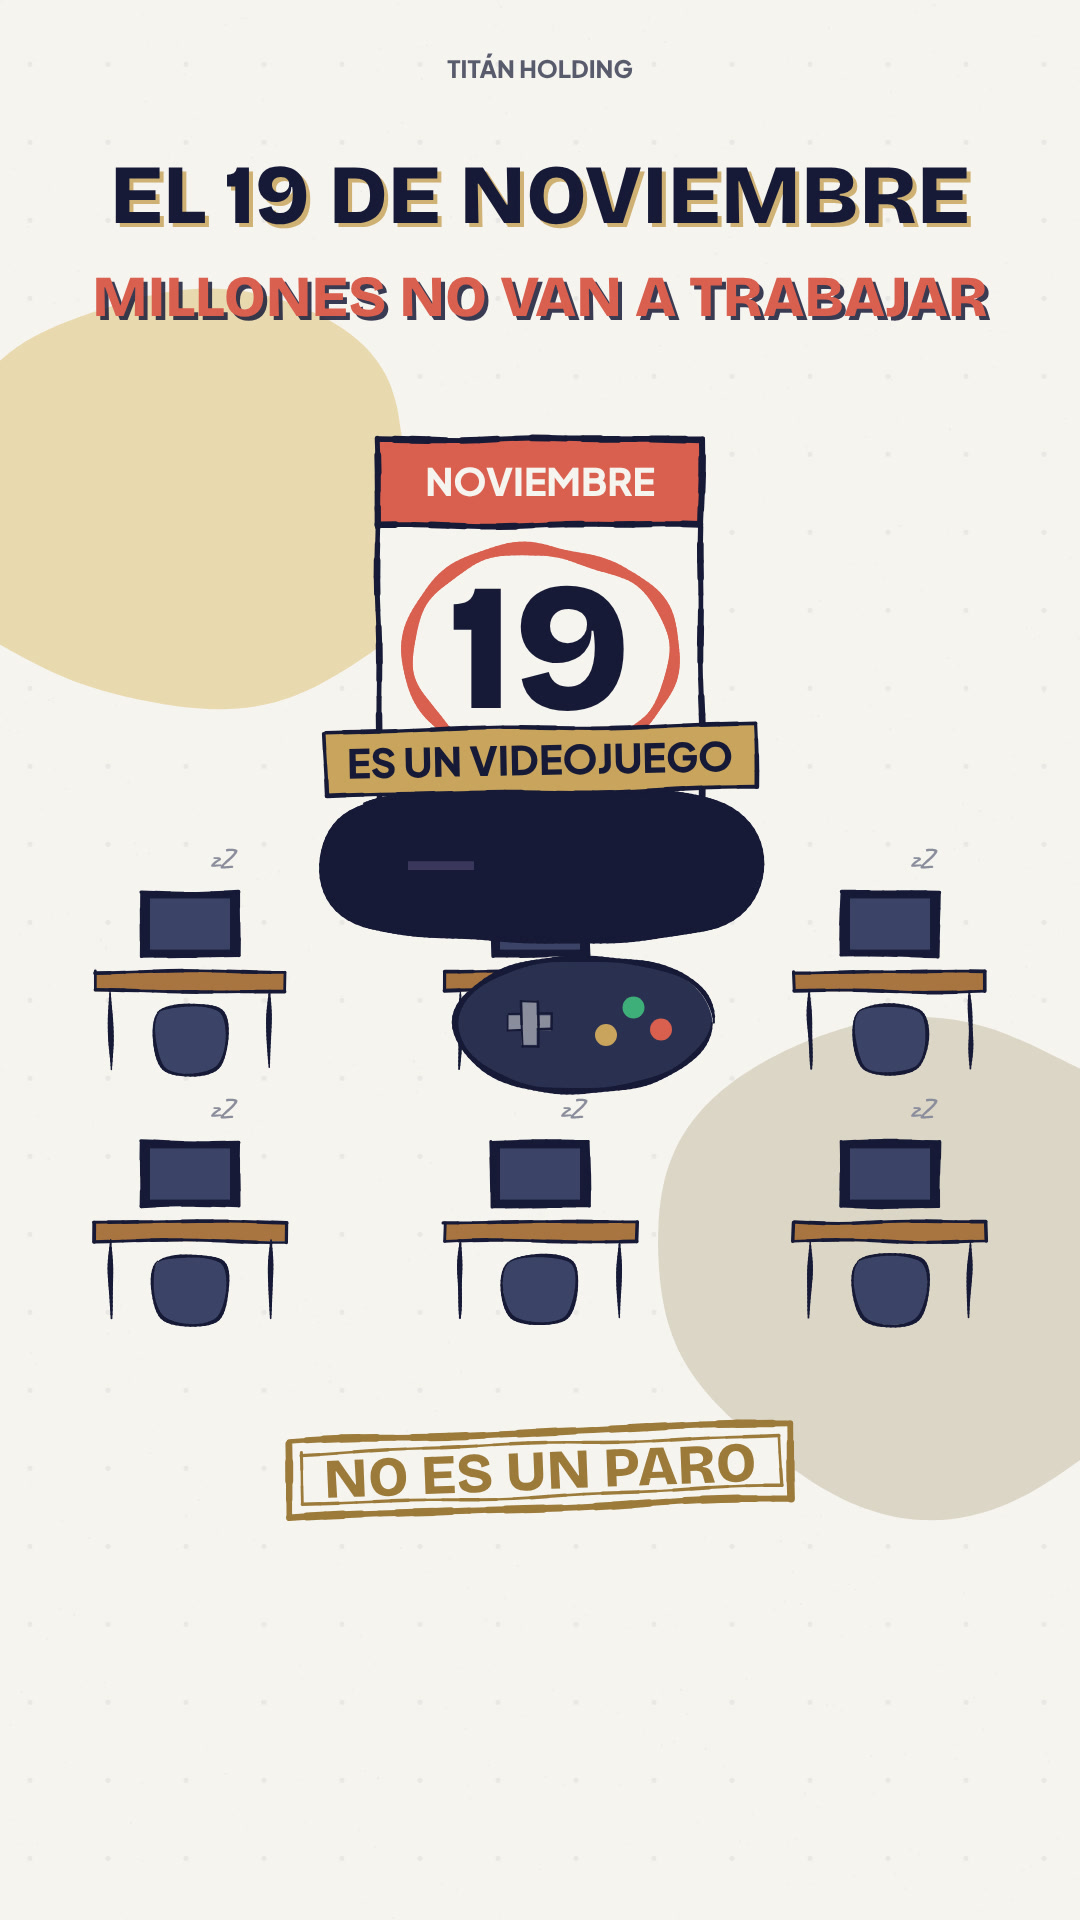 TITÁN HOLDING
EL 19 DE NOVIEMBRE
MILLONES NO VAN A TRABAJAR
NOVIEMBRE
19
ES UN VIDEOJUEGO
zZ
zZ
zZ
zZ
zZ
NO ES UN PARO